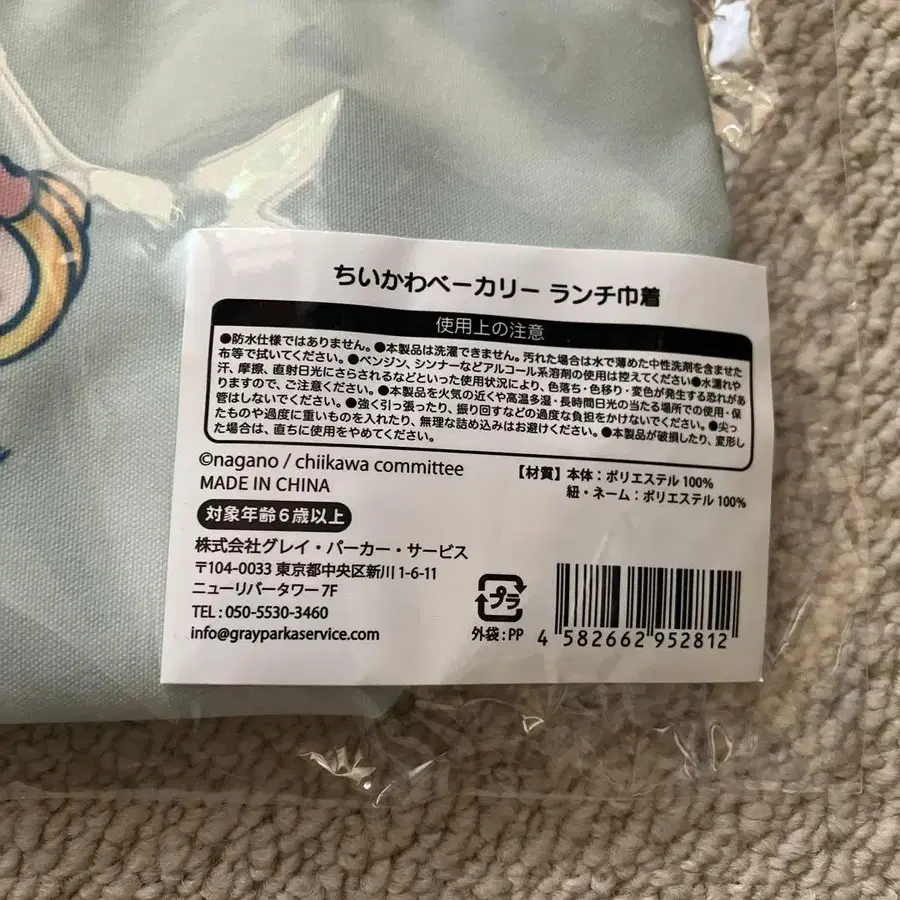 ちいかわベーカリー ランチ巾着
使用上の注意
●防水仕様ではありません。●本製品は洗濯できません。汚れた場合は水で薄めた中性洗剤を含ませた
布等で拭いてください。●ベンジン、シンナーなどアルコール系溶剤の使用は控えてください●水濡れや
汗、摩擦、直射日光にさらされるなどといった使用状況により、色落ち・色移り・変色が発生する恐れがあ
りますので、ご注意ください。●本製品を火気の近くや高温多湿・長時間日光の当たる場所での使用・保
管はしないでください。●強く引っ張ったり、振り回すなどの過度な負担をかけないでください。●尖っ
たものや過度に重いものを入れたり、無理な詰め込みはお避けください。●本製品が破損したり、変形し
た場合は、直ちに使用をやめてください。
©nagano / chiikawa committee
MADE IN CHINA
【材質】本体：ポリエステル 100%
紐・ネーム：ポリエステル 100%
対象年齢6歳以上
株式会社グレイ・パーカー・サービス
〒104-0033 東京都中央区新川 1-6-11
ニューリバータワー 7F
TEL : 050-5530-3460
info@grayparkaservice.com
プラ
外袋 : PP
4 582662 952812